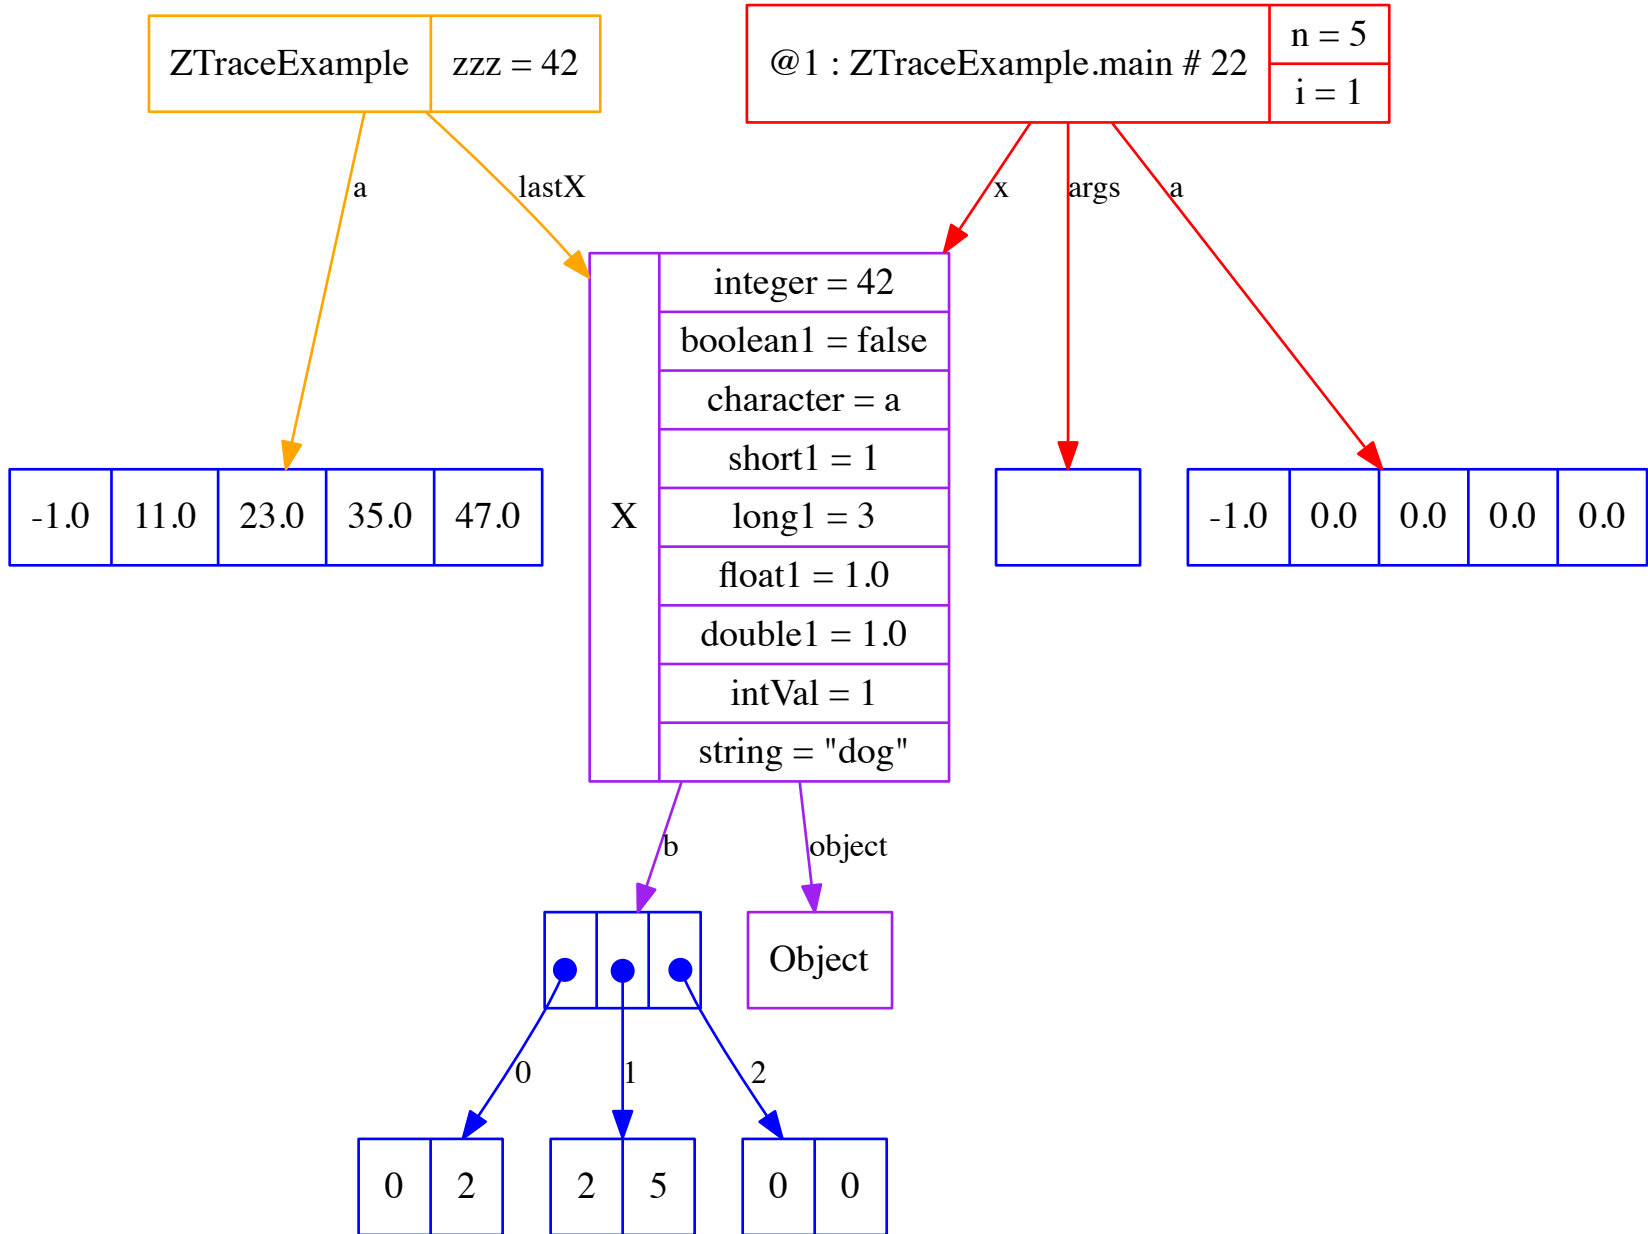 ZTraceExample
zzz = 42
@1 : ZTraceExample.main # 22
n = 5
i = 1
a
lastX
x
args
a
X
integer = 42
boolean1 = false
character = a
short1 = 1
long1 = 3
float1 = 1.0
double1 = 1.0
intVal = 1
string = "dog"
-1.0 11.0 23.0 35.0 47.0
-1.0 0.0 0.0 0.0 0.0
b
object
Object
0
1
2
0 2
2 5
0 0